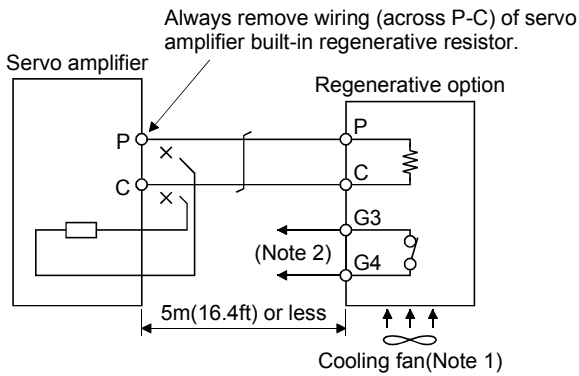 Always remove wiring (across P-C) of servo
amplifier built-in regenerative resistor.
Servo amplifier
Regenerative option
P
P
C
C
G3
(Note 2)
G4
5m(16.4ft) or less
Cooling fan(Note 1)